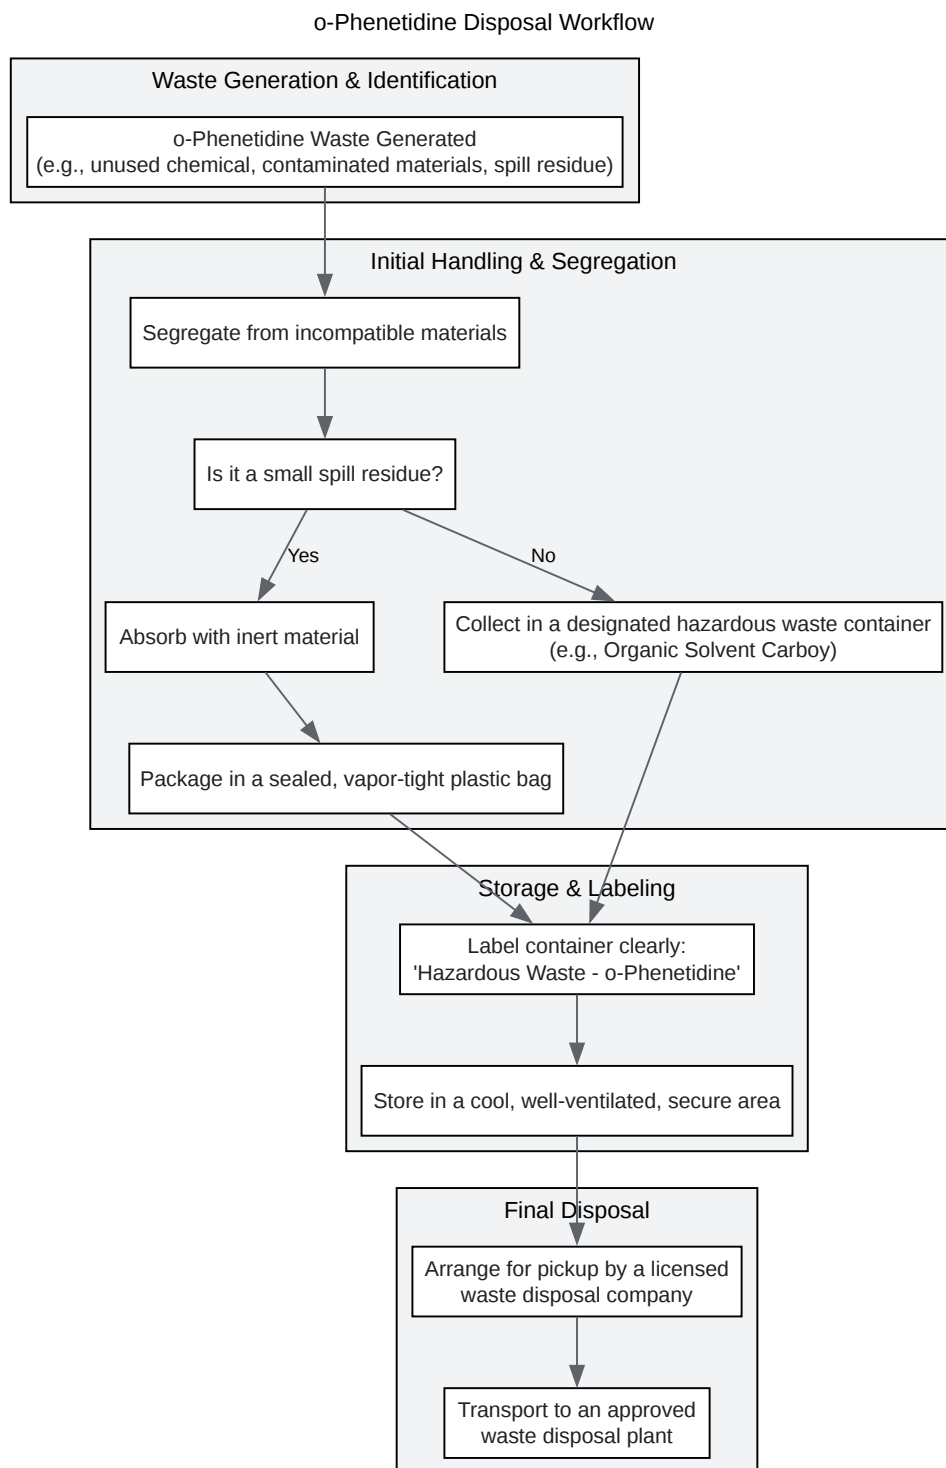 o-Phenetidine Disposal Workflow
Waste Generation & Identification
o-Phenetidine Waste Generated
(e.g., unused chemical, contaminated materials, spill residue)
Initial Handling & Segregation
Segregate from incompatible materials
Is it a small spill residue?
Yes
No
Absorb with inert material
Collect in a designated hazardous waste container
(e.g., Organic Solvent Carboy)
Package in a sealed, vapor-tight plastic bag
Storage & Labeling
Label container clearly:
'Hazardous Waste - o-Phenetidine'
Store in a cool, well-ventilated, secure area
Final Disposal
Arrange for pickup by a licensed
waste disposal company
Transport to an approved
waste disposal plant